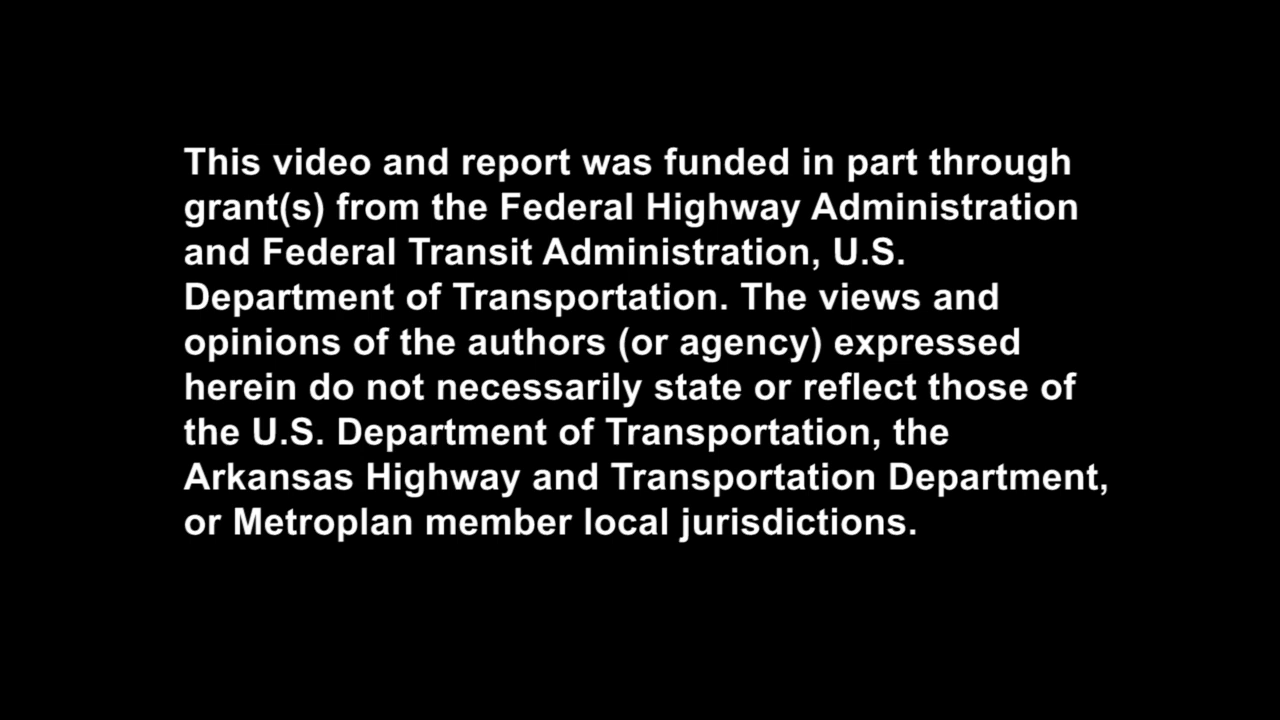 This video and report was funded in part through
grant(s) from the Federal Highway Administration
and Federal Transit Administration, U.S.
Department of Transportation. The views and
opinions of the authors (or agency) expressed
herein do not necessarily state or reflect those of
the U.S. Department of Transportation, the
Arkansas Highway and Transportation Department,
or Metroplan member local jurisdictions.